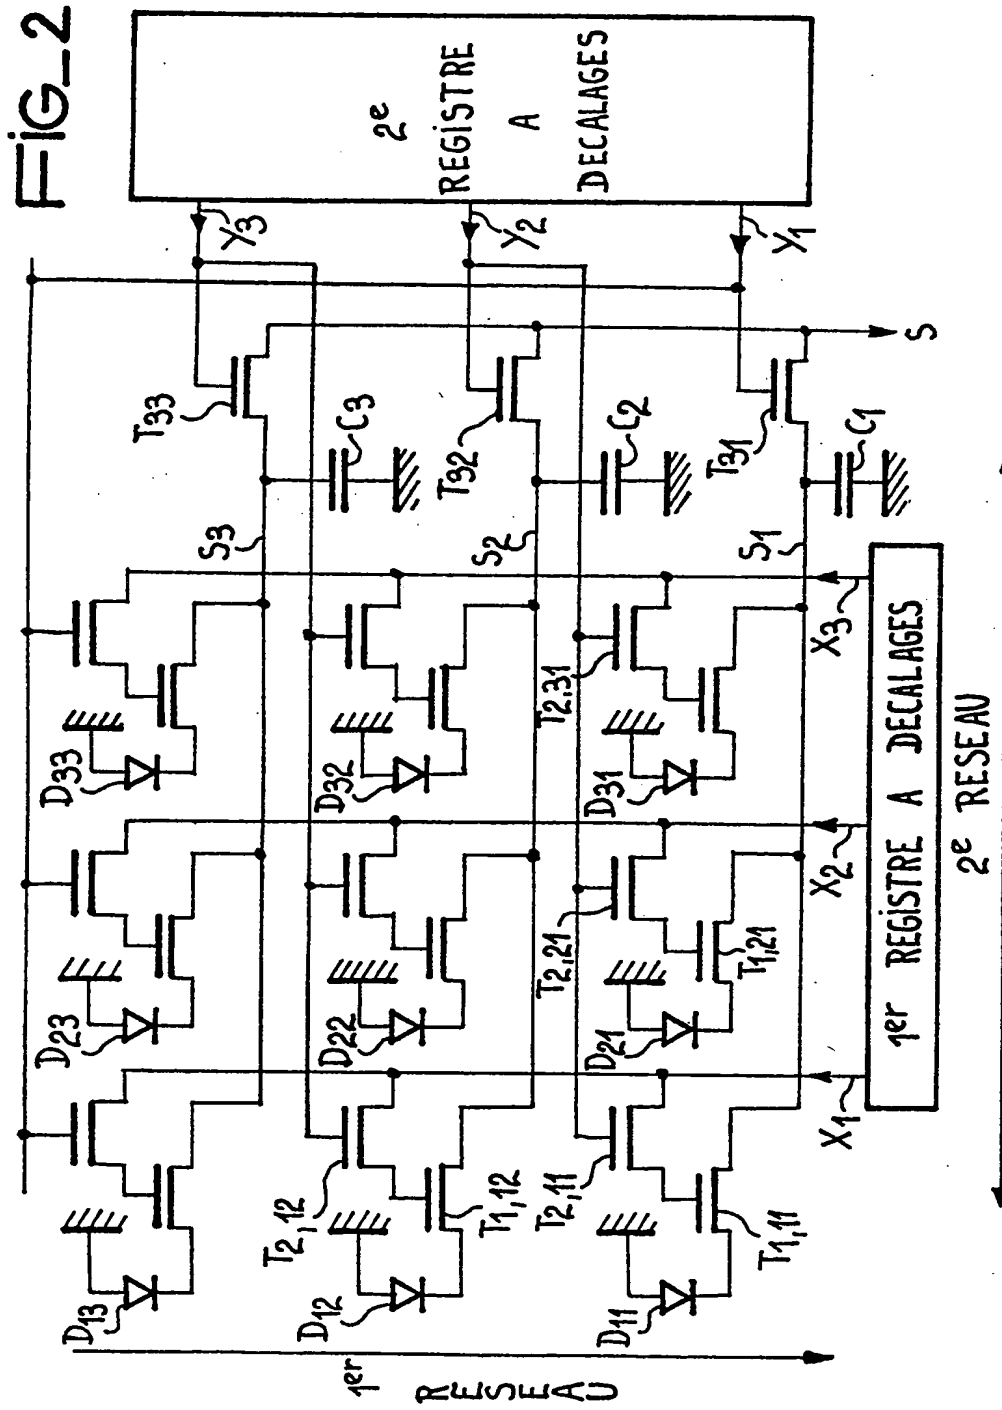 FIG_2
2e
REGISTRE
A
DECALAGES
Y3
Y2
Y1
S
T33
T32
T31
C3
C2
C1
S3
S2
S1
D33
D32
T2,31
D31
X3
D23
D22
T2,21
D21
T1,21
X2
D13
T2,12
D12
T1,12
T2,11
D11
T1,11
X1
1er REGISTRE A DECALAGES
2e RESEAU
1er
RESEAU